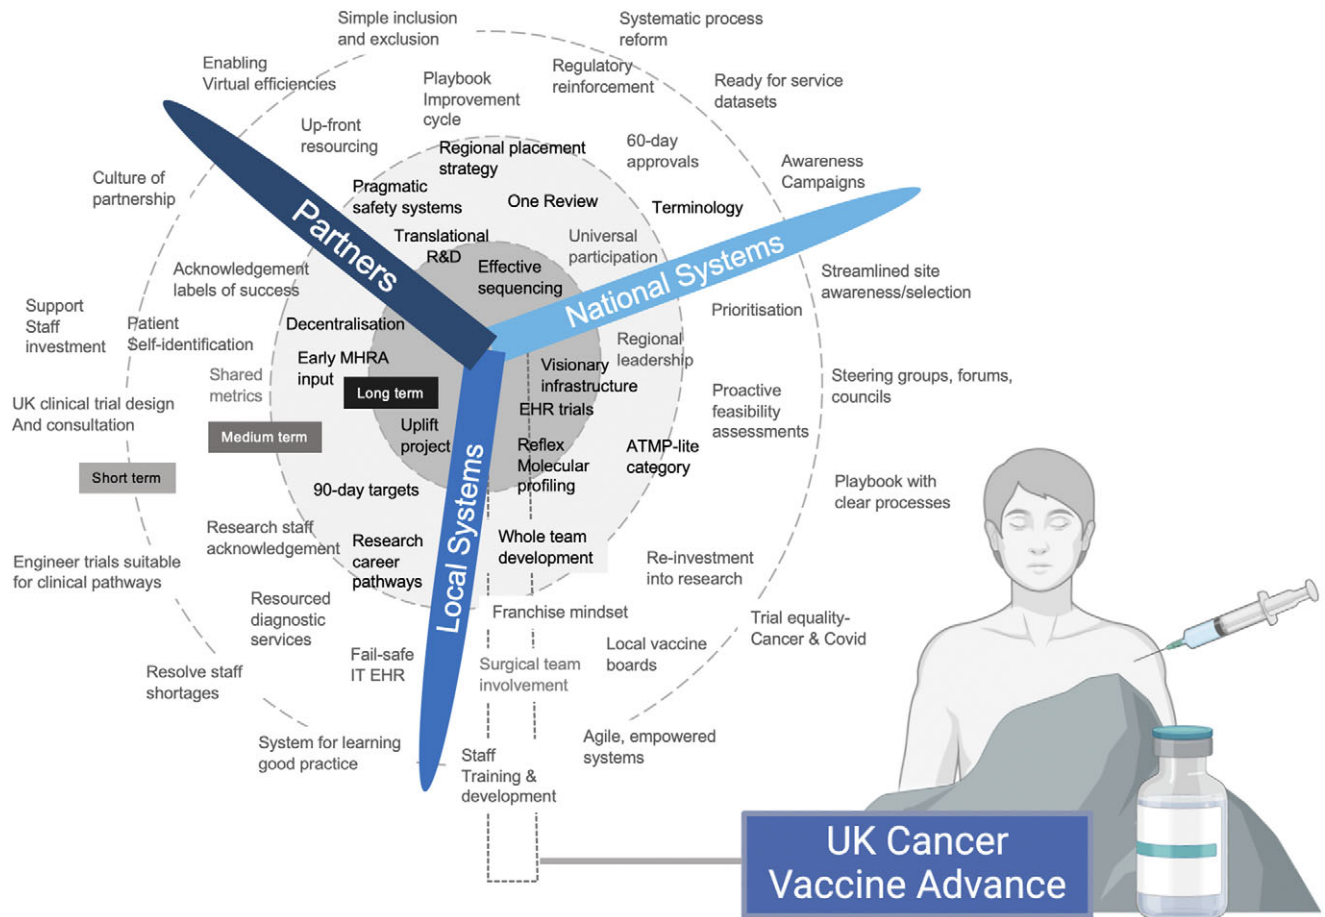 Simple inclusion
and exclusion
Systematic process
reform
Enabling
Virtual efficiencies
Playbook
Improvement
cycle
Regulatory
reinforcement
Ready for service
datasets
Up-front
resourcing
Regional placement
strategy
60-day
approvals
Culture of
partnership
Pragmatic
safety systems
One Review
Terminology
Awareness
Campaigns
Partners
Translational
R&D
Universal
participation
Effective
sequencing
National Systems
Acknowledgement
labels of success
Streamlined site
awareness/selection
Support
Staff
investment
Patient
Self-identification
Decentralisation
Prioritisation
Regional
leadership
Shared
metrics
Early MHRA
input
Long term
Visionary
infrastructure
Steering groups, forums,
councils
UK clinical trial design
And consultation
Medium term
Uplift
project
EHR trials
Proactive
feasibility
assessments
Short term
Reflex
Molecular
profiling
ATMP-lite
category
Playbook with
clear processes
90-day targets
Local Systems
Engineer trials suitable
for clinical pathways
Research staff
acknowledgement
Research
career
pathways
Whole team
development
Re-investment
into research
Resourced
diagnostic
services
Franchise mindset
Trial equality-
Cancer & Covid
Resolve staff
shortages
Fail-safe
IT EHR
Surgical team
involvement
Local vaccine
boards
System for learning
good practice
Staff
Training &
development
Agile, empowered
systems
UK Cancer
Vaccine Advance